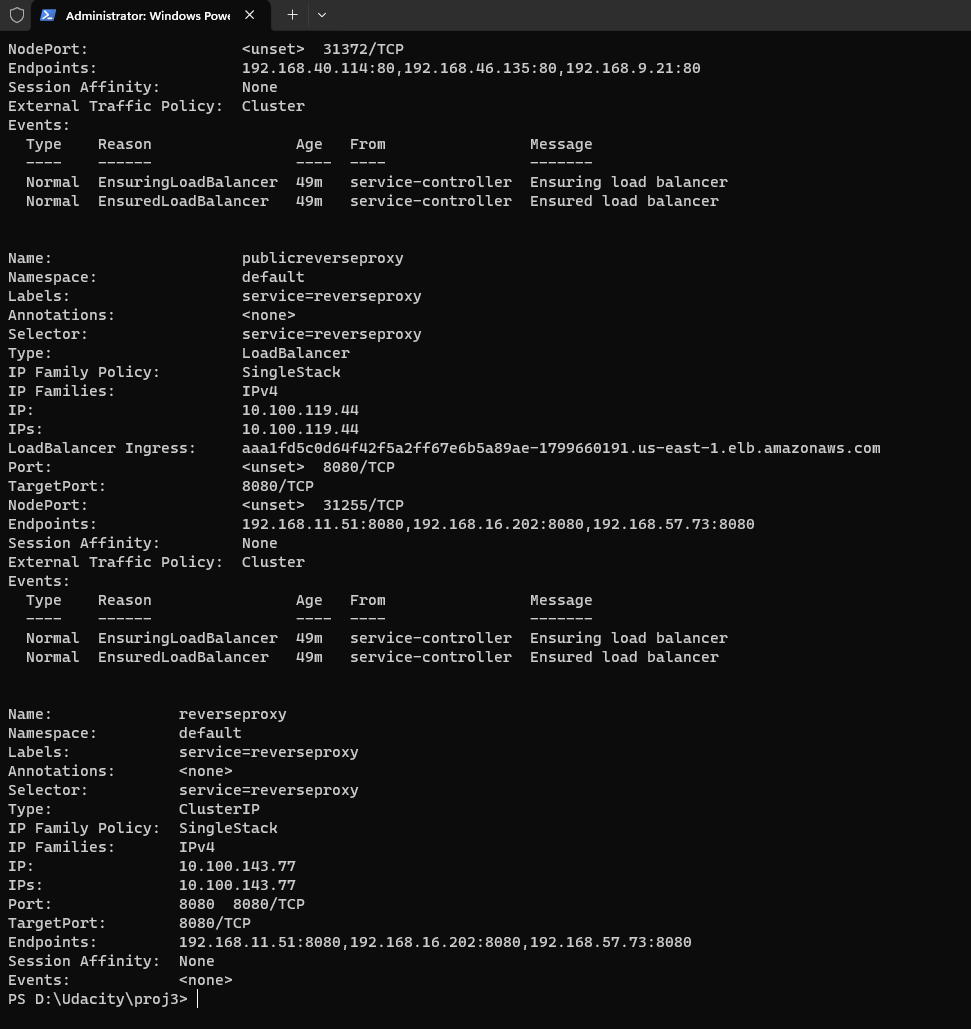 Administrator: Windows Powe
NodePort:                 <unset>  31372/TCP
Endpoints:                192.168.40.114:80,192.168.46.135:80,192.168.9.21:80
Session Affinity:         None
External Traffic Policy:  Cluster
Events:
  Type    Reason                Age   From                Message
  ----    ------                ----  ----                -------
  Normal  EnsuringLoadBalancer  49m   service-controller  Ensuring load balancer
  Normal  EnsuredLoadBalancer   49m   service-controller  Ensured load balancer

Name:                     publicreverseproxy
Namespace:                default
Labels:                   service=reverseproxy
Annotations:              <none>
Selector:                 service=reverseproxy
Type:                     LoadBalancer
IP Family Policy:         SingleStack
IP Families:              IPv4
IP:                       10.100.119.44
IPs:                      10.100.119.44
LoadBalancer Ingress:     aaa1fd5c0d64f42f5a2ff67e6b5a89ae-1799660191.us-east-1.elb.amazonaws.com
Port:                     <unset>  8080/TCP
TargetPort:               8080/TCP
NodePort:                 <unset>  31255/TCP
Endpoints:                192.168.11.51:8080,192.168.16.202:8080,192.168.57.73:8080
Session Affinity:         None
External Traffic Policy:  Cluster
Events:
  Type    Reason                Age   From                Message
  ----    ------                ----  ----                -------
  Normal  EnsuringLoadBalancer  49m   service-controller  Ensuring load balancer
  Normal  EnsuredLoadBalancer   49m   service-controller  Ensured load balancer

Name:              reverseproxy
Namespace:         default
Labels:            service=reverseproxy
Annotations:       <none>
Selector:          service=reverseproxy
Type:              ClusterIP
IP Family Policy:  SingleStack
IP Families:       IPv4
IP:                10.100.143.77
IPs:               10.100.143.77
Port:              8080  8080/TCP
TargetPort:        8080/TCP
Endpoints:         192.168.11.51:8080,192.168.16.202:8080,192.168.57.73:8080
Session Affinity:  None
Events:            <none>
PS D:\Udacity\proj3>